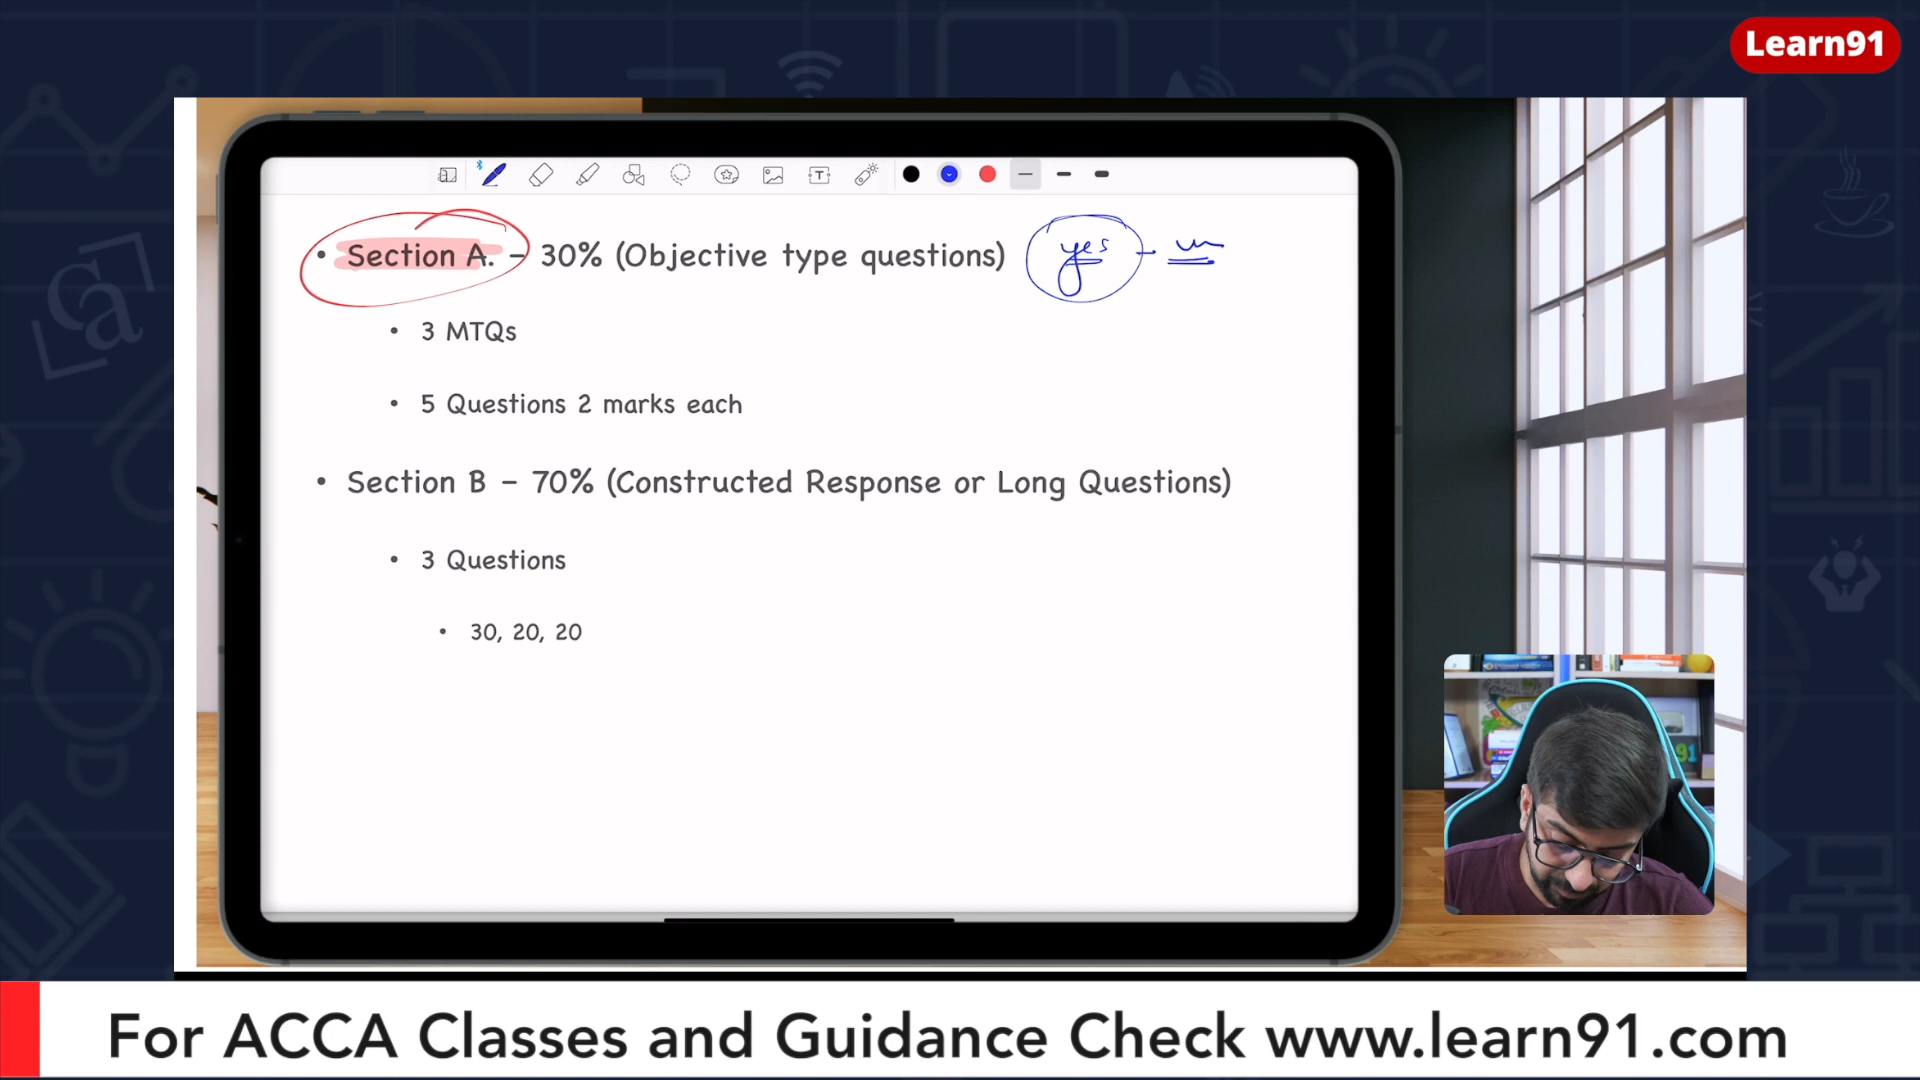 Learn91
• Section A. – 30% (Objective type questions) yes -
• 3 MTQs
• 5 Questions 2 marks each
• Section B – 70% (Constructed Response or Long Questions)
• 3 Questions
• 30, 20, 20
For ACCA Classes and Guidance Check www.learn91.com